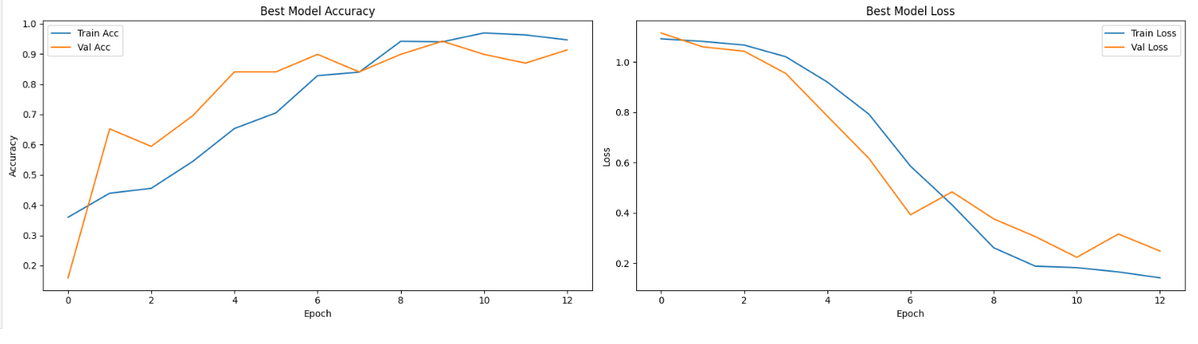 Best Model Accuracy
1.0
0.9
0.8
0.7
0.6
0.5
0.4
0.3
0.2
Accuracy
Train Acc
Val Acc
0 2 4 6 8 10 12
Epoch
Best Model Loss
1.0
0.8
0.6
0.4
0.2
Loss
Train Loss
Val Loss
0 2 4 6 8 10 12
Epoch